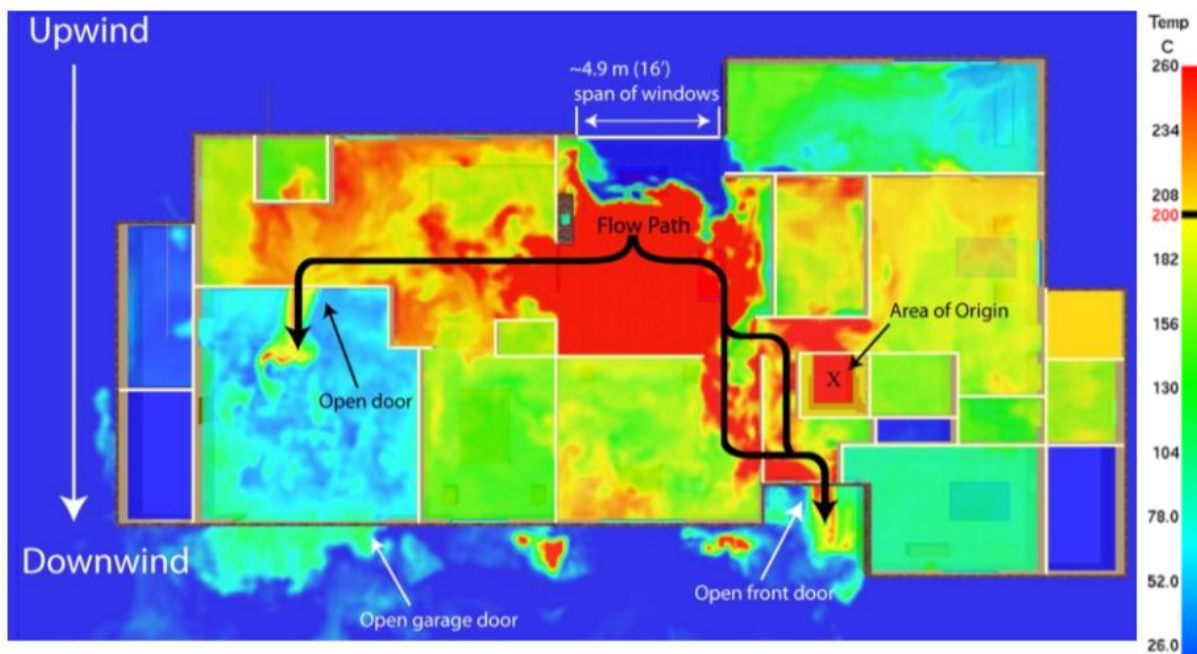 Upwind
~4.9 m (16')
span of windows
Flow Path
Area of Origin
X
Open door
Downwind
Open garage door
Open front door
Temp
C
260
234
208
200
182
156
130
104
78.0
52.0
26.0